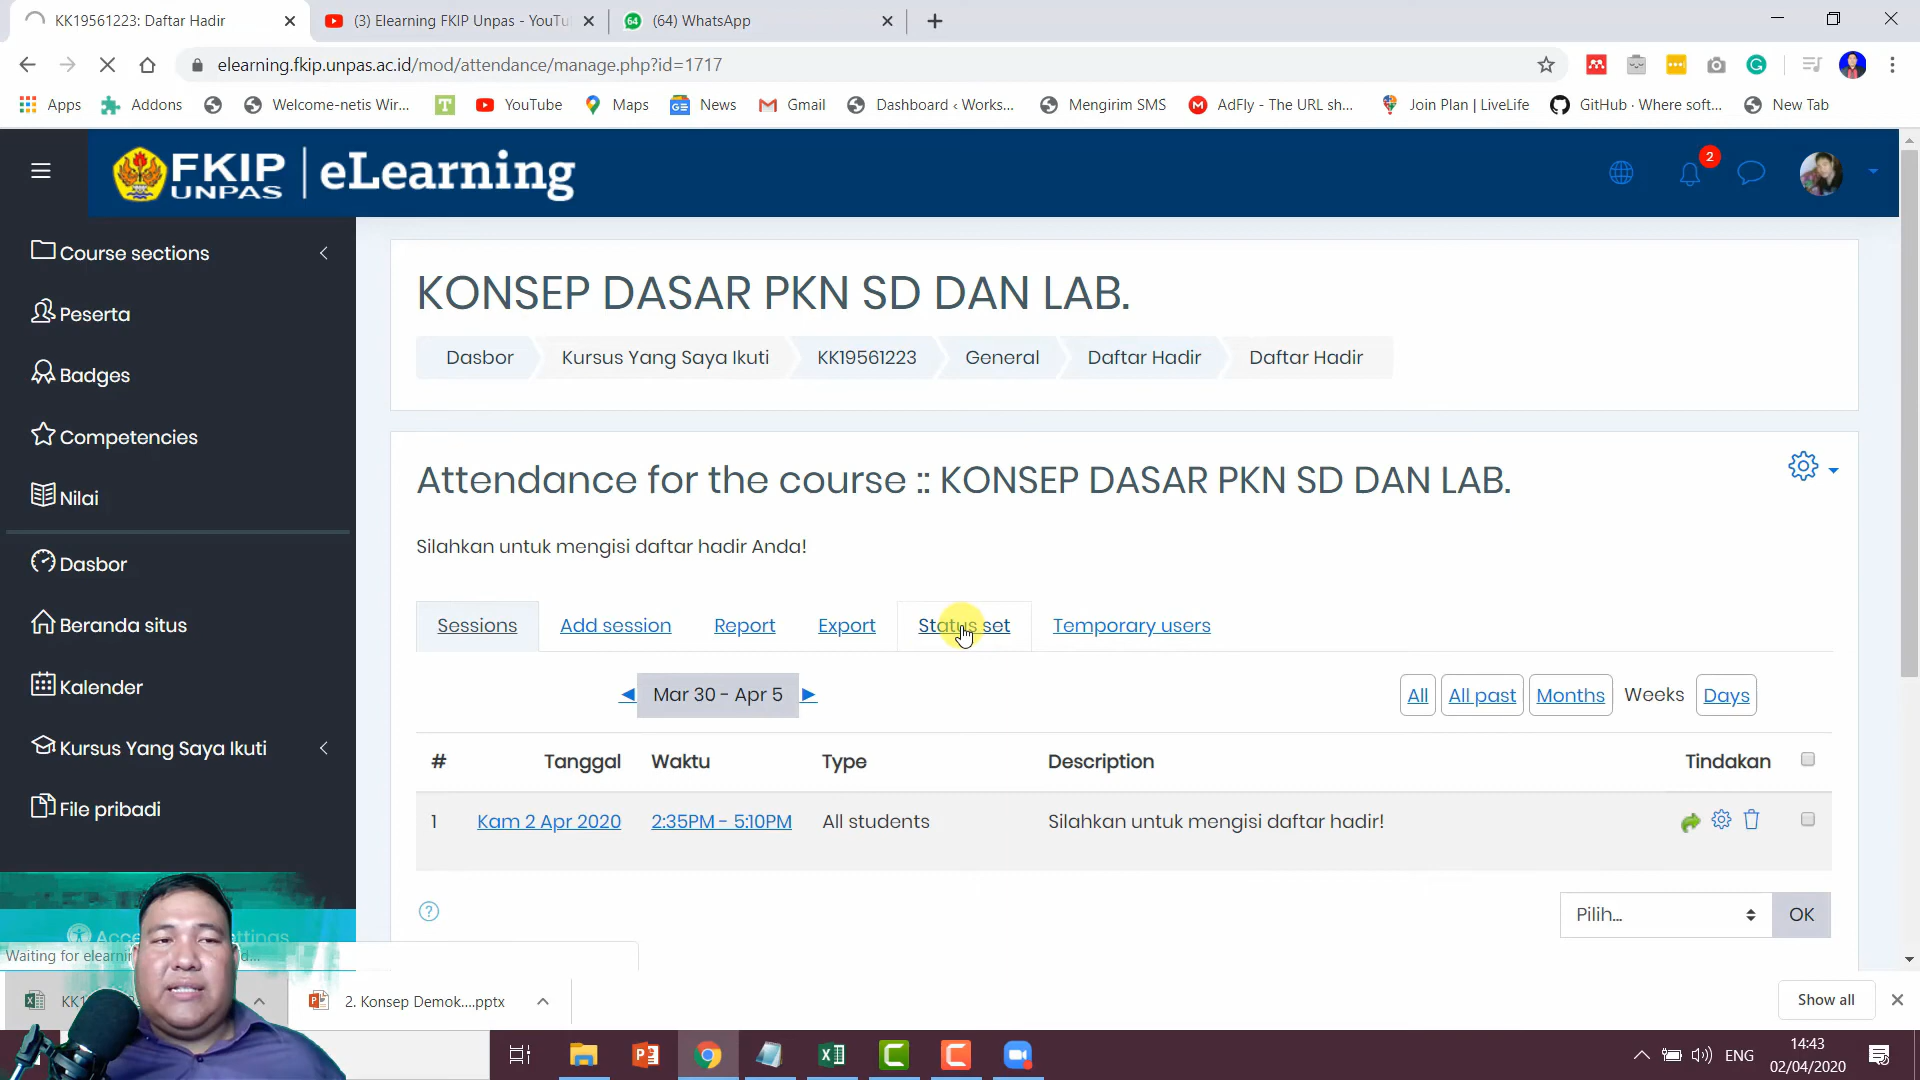 KK19561223: Daftar Hadir
(3) Elearning FKIP Unpas - YouTu
64
(64) WhatsApp
elearning.fkip.unpas.ac.id/mod/attendance/manage.php?id=1717
Apps
Addons
Welcome-netis Wir...
YouTube
Maps
News
Gmail
Dashboard ‹ Works...
Mengirim SMS
AdFly - The URL sh...
Join Plan | LiveLife
GitHub · Where soft...
New Tab
FKIP
UNPAS
eLearning
2
Course sections
Peserta
Badges
Competencies
Nilai
Dasbor
Beranda situs
Kalender
Kursus Yang Saya Ikuti
File pribadi
KONSEP DASAR PKN SD DAN LAB.
Dasbor
Kursus Yang Saya Ikuti
KK19561223
General
Daftar Hadir
Daftar Hadir
Attendance for the course :: KONSEP DASAR PKN SD DAN LAB.
Silahkan untuk mengisi daftar hadir Anda!
Sessions
Add session
Report
Export
Status set
Temporary users
◀ Mar 30 - Apr 5 ▶
All
All past
Months
Weeks
Days
# Tanggal Waktu Type Description Tindakan
1 Kam 2 Apr 2020 2:35PM - 5:10PM All students Silahkan untuk mengisi daftar hadir!
?
Pilih...
OK
Waiting for
2. Konsep Demok....pptx
Show all
ENG
14:43
02/04/2020